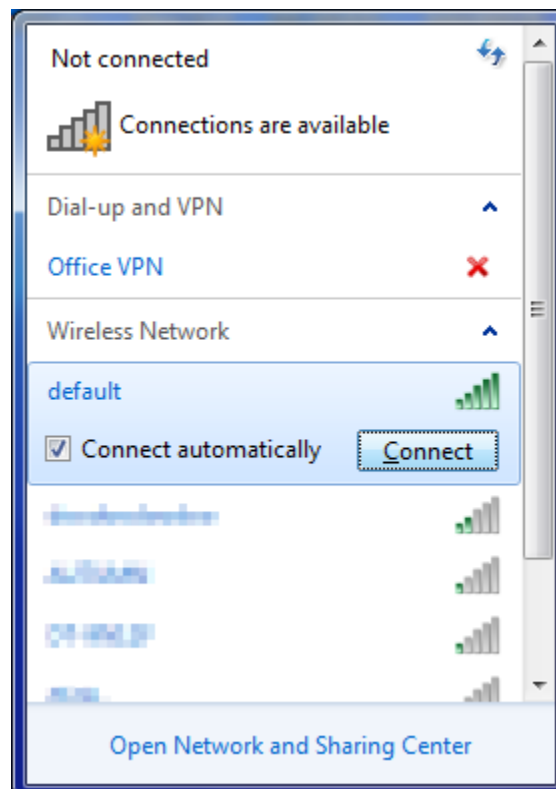 Not connected
Connections are available
Dial-up and VPN
Office VPN
Wireless Network
default
Connect automatically
Connect
Open Network and Sharing Center